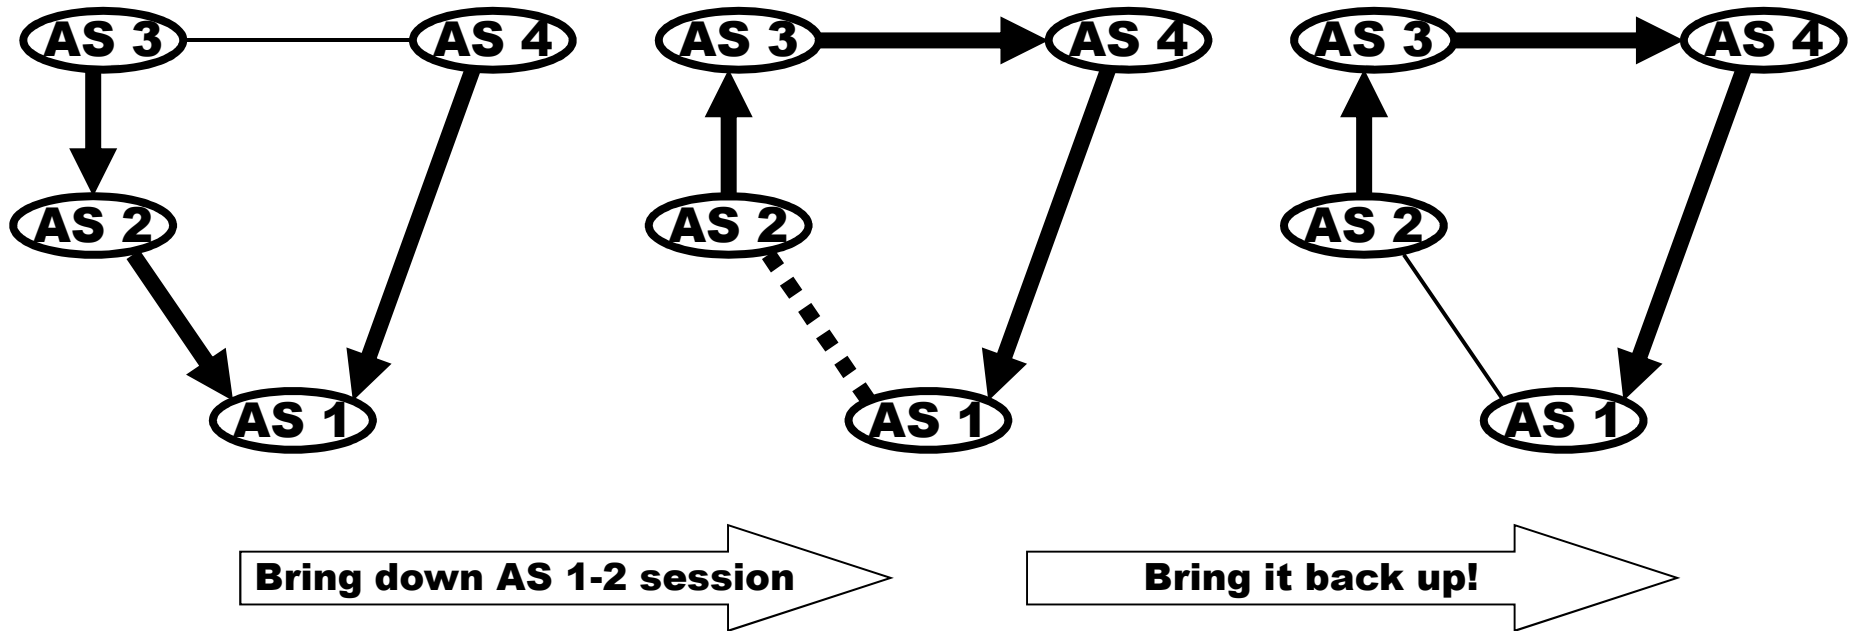 AS 3
AS 4
AS 3
AS 4
AS 3
AS 4
AS 2
AS 2
AS 2
AS 1
AS 1
AS 1
Bring down AS 1-2 session
Bring it back up!